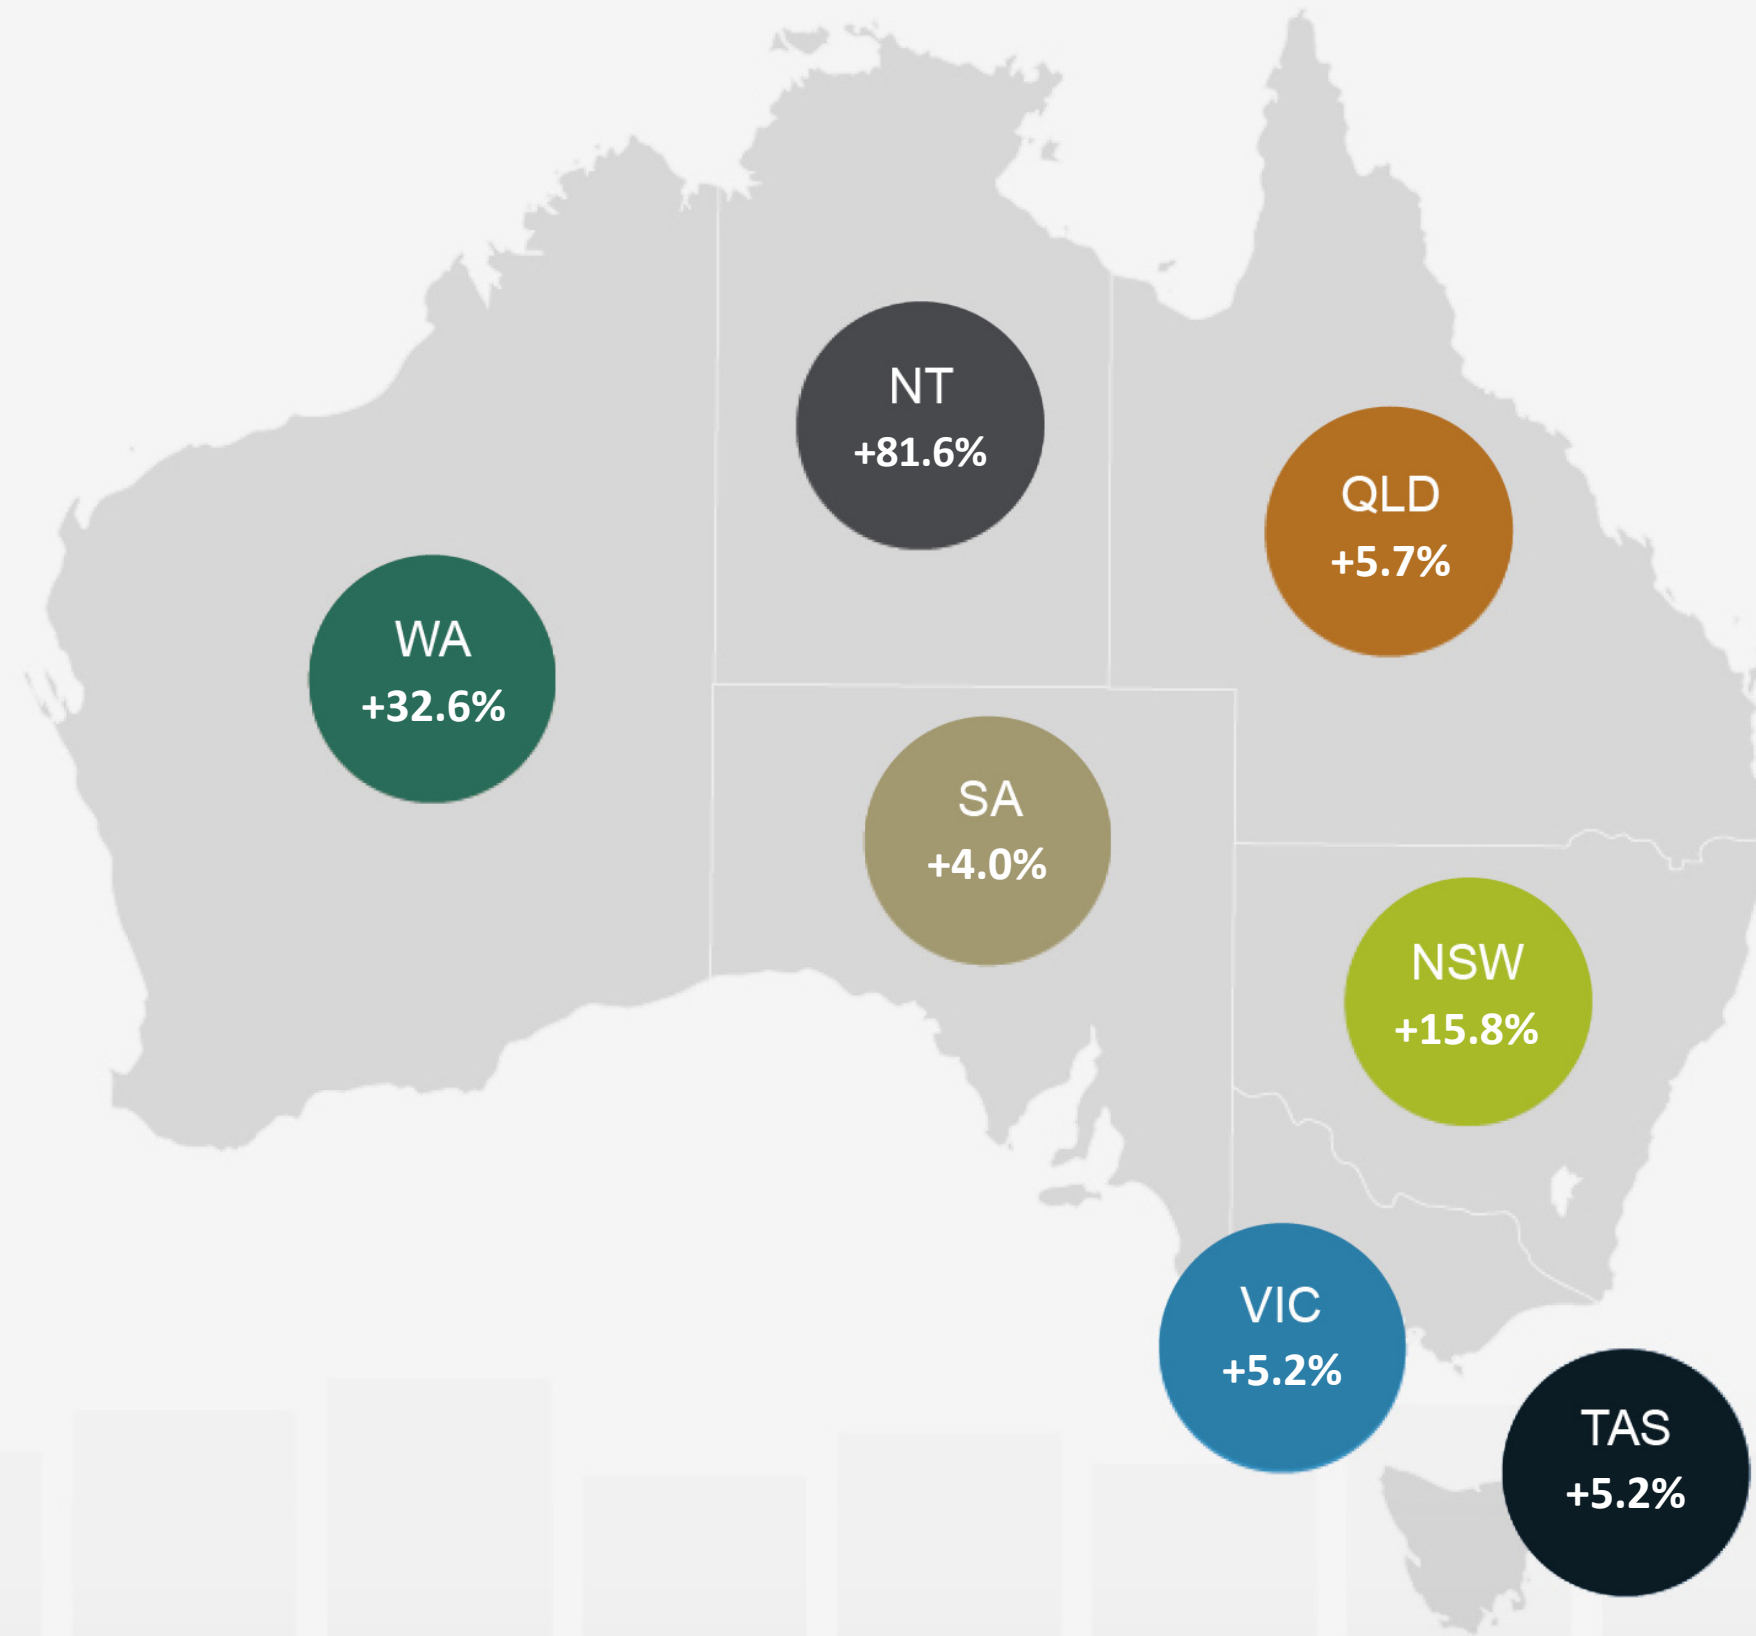 NT
+81.6%
QLD
+5.7%
WA
+32.6%
SA
+4.0%
NSW
+15.8%
VIC
+5.2%
TAS
+5.2%